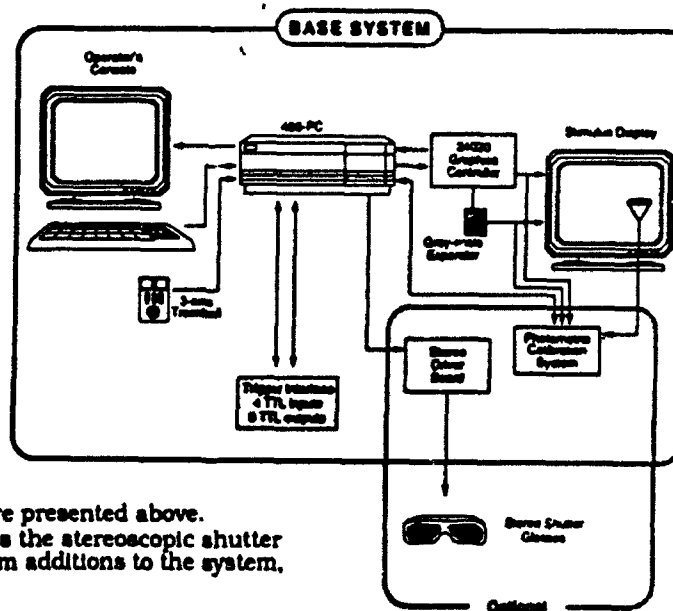 BASE SYSTEM
Operator's
Console
486-PC
34020
Graphics
Controller
Stimulus Display
Gray-scale
Expander
3-axis
Trackball
Trigger Interface
4 TTL inputs
8 TTL outputs
Stereo
Driver
Board
Photometric
Calibration
System
Stereo Shutter
Glasses
Optional
re presented above.
s the stereoscopic shutter
m additions to the system,